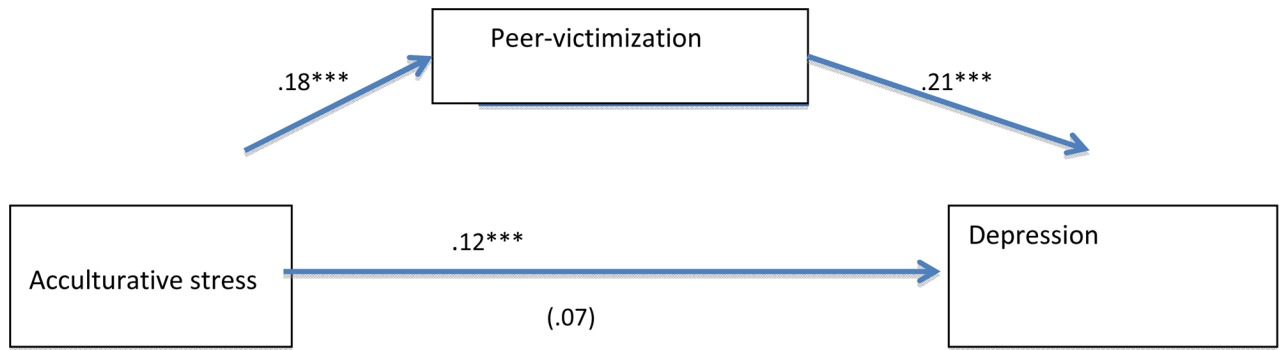 Peer-victimization
.18***
.21***
.12***
Depression
Acculturative stress
(.07)